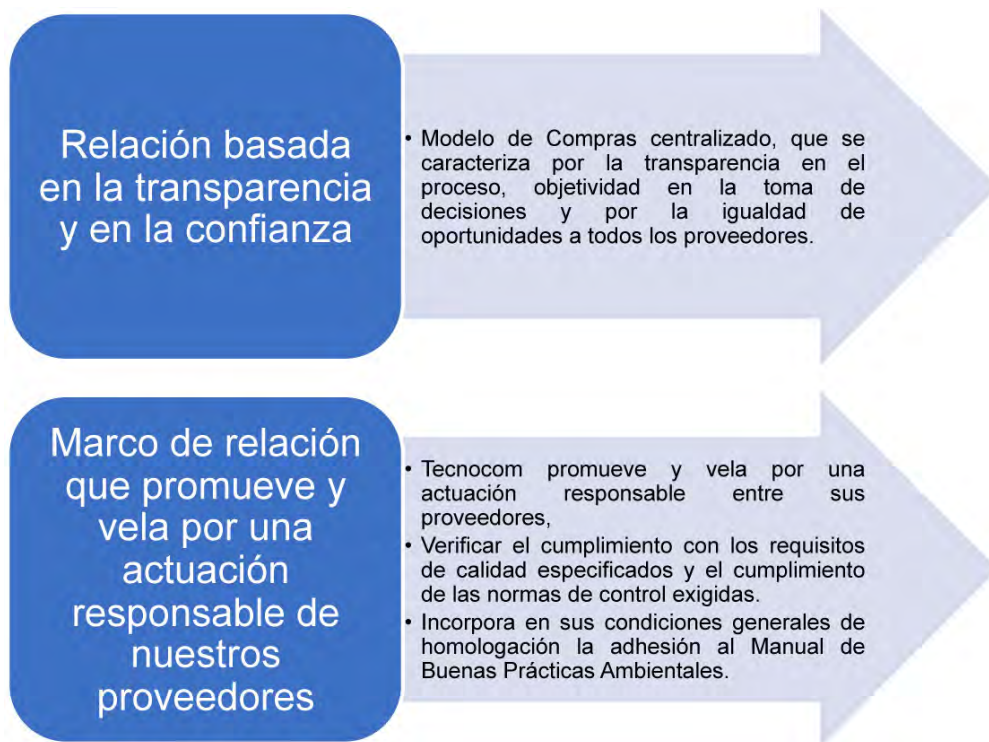 Relación basada
en la transparencia
y en la confianza
• Modelo de Compras centralizado, que se
caracteriza por la transparencia en el
proceso, objetividad en la toma de
decisiones y por la igualdad de
oportunidades a todos los proveedores.
Marco de relación
que promueve y
vela por una
actuación
responsable de
nuestros
proveedores
• Tecnocom promueve y vela por una
actuación responsable entre sus
proveedores,
• Verificar el cumplimiento con los requisitos
de calidad especificados y el cumplimiento
de las normas de control exigidas.
• Incorpora en sus condiciones generales de
homologación la adhesión al Manual de
Buenas Prácticas Ambientales.